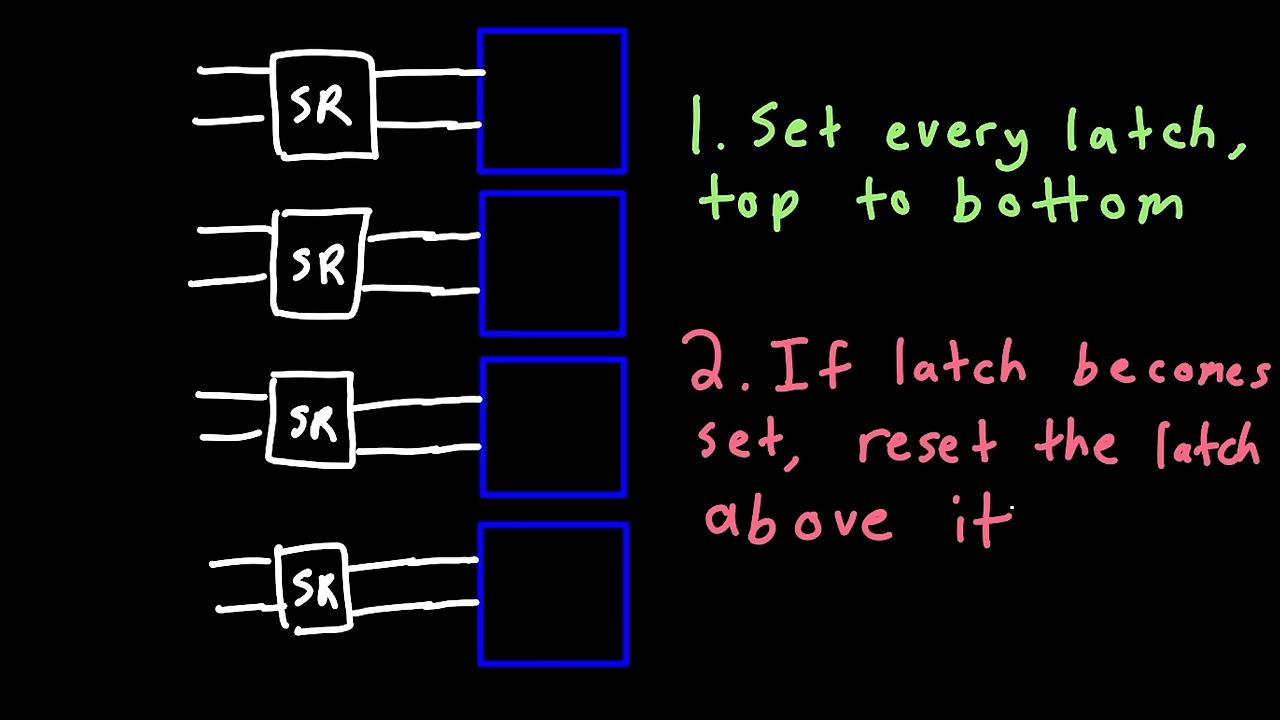 SR
SR
SR
SR
1. Set every latch,
top to bottom
2. If latch becomes
set, reset the latch
above it